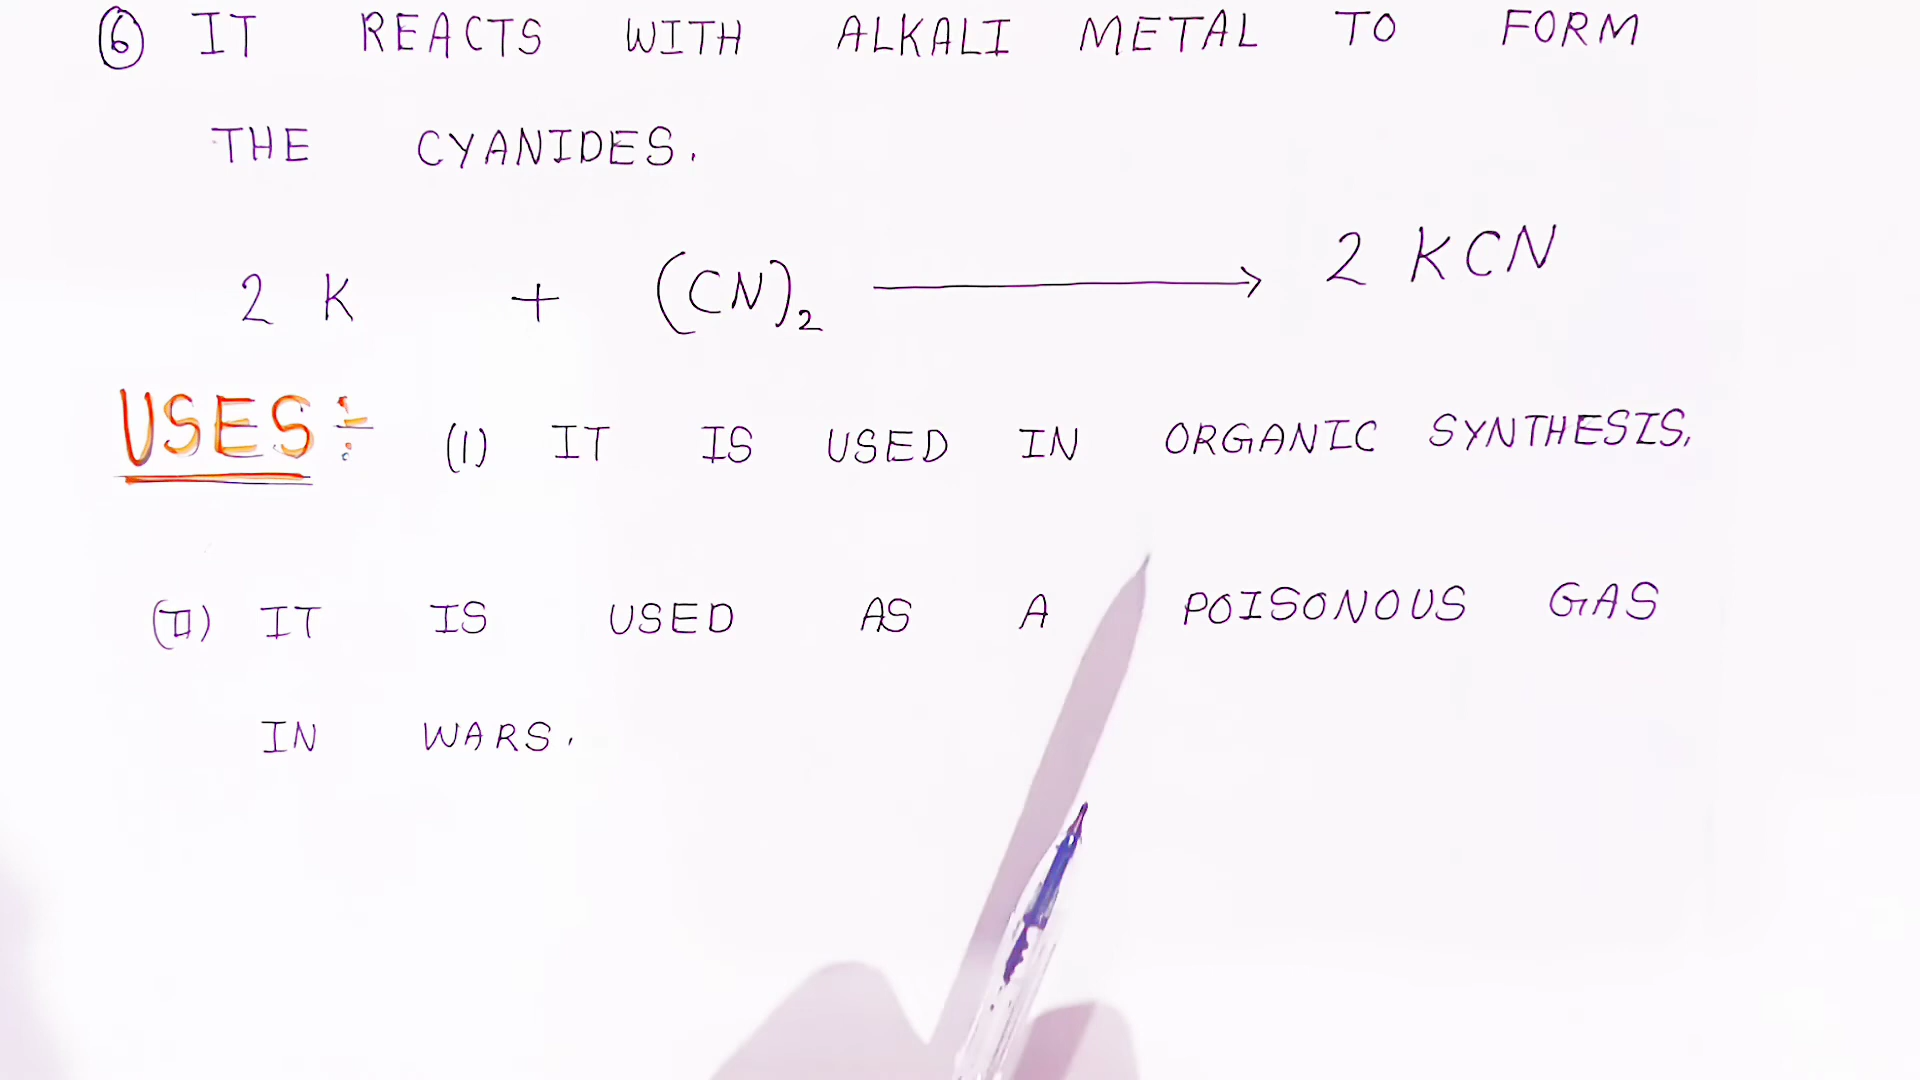 ⑥ IT REACTS WITH ALKALI METAL TO FORM
THE CYANIDES.
2 K + (CN)₂ ⟶ 2 KCN
USES :- (I) IT IS USED IN ORGANIC SYNTHESIS.
(II) IT IS USED AS A POISONOUS GAS
IN WARS.